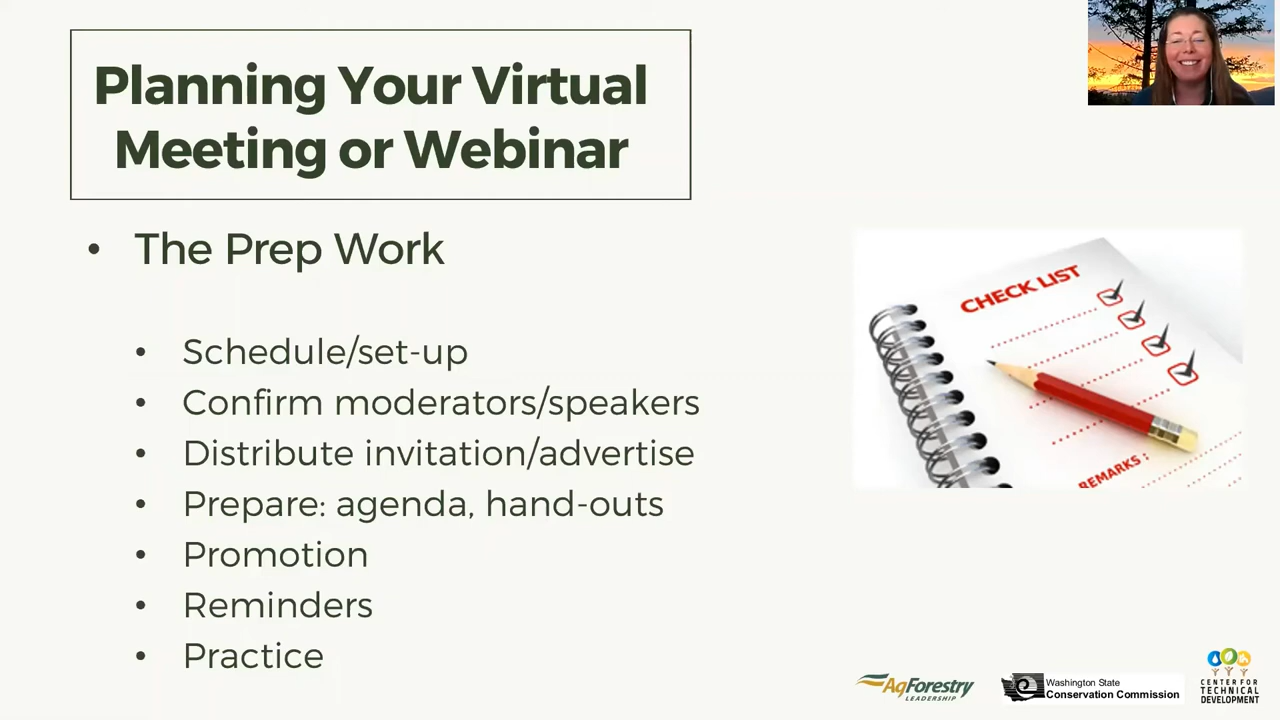 Planning Your Virtual
Meeting or Webinar
• The Prep Work
• Schedule/set-up
• Confirm moderators/speakers
• Distribute invitation/advertise
• Prepare: agenda, hand-outs
• Promotion
• Reminders
• Practice
CHECK LIST
REMARKS :
AgForestry
LEADERSHIP
Washington State
Conservation Commission
CENTER FOR
TECHNICAL
DEVELOPMENT